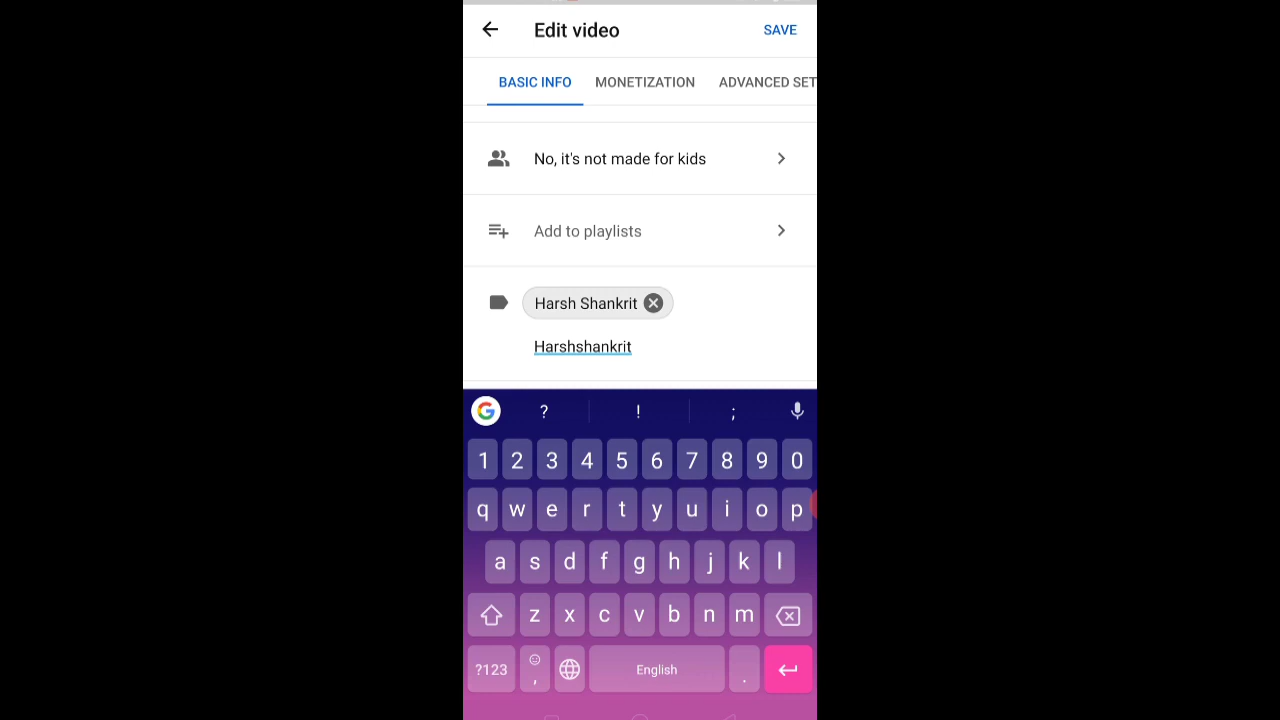 Edit video SAVE
BASIC INFO MONETIZATION ADVANCED SET
No, it's not made for kids
Add to playlists
Harsh Shankrit
Harshshankrit
G ? ! ;
1 2 3 4 5 6 7 8 9 0
q w e r t y u i o p
a s d f g h j k l
z x c v b n m
?123 , English .